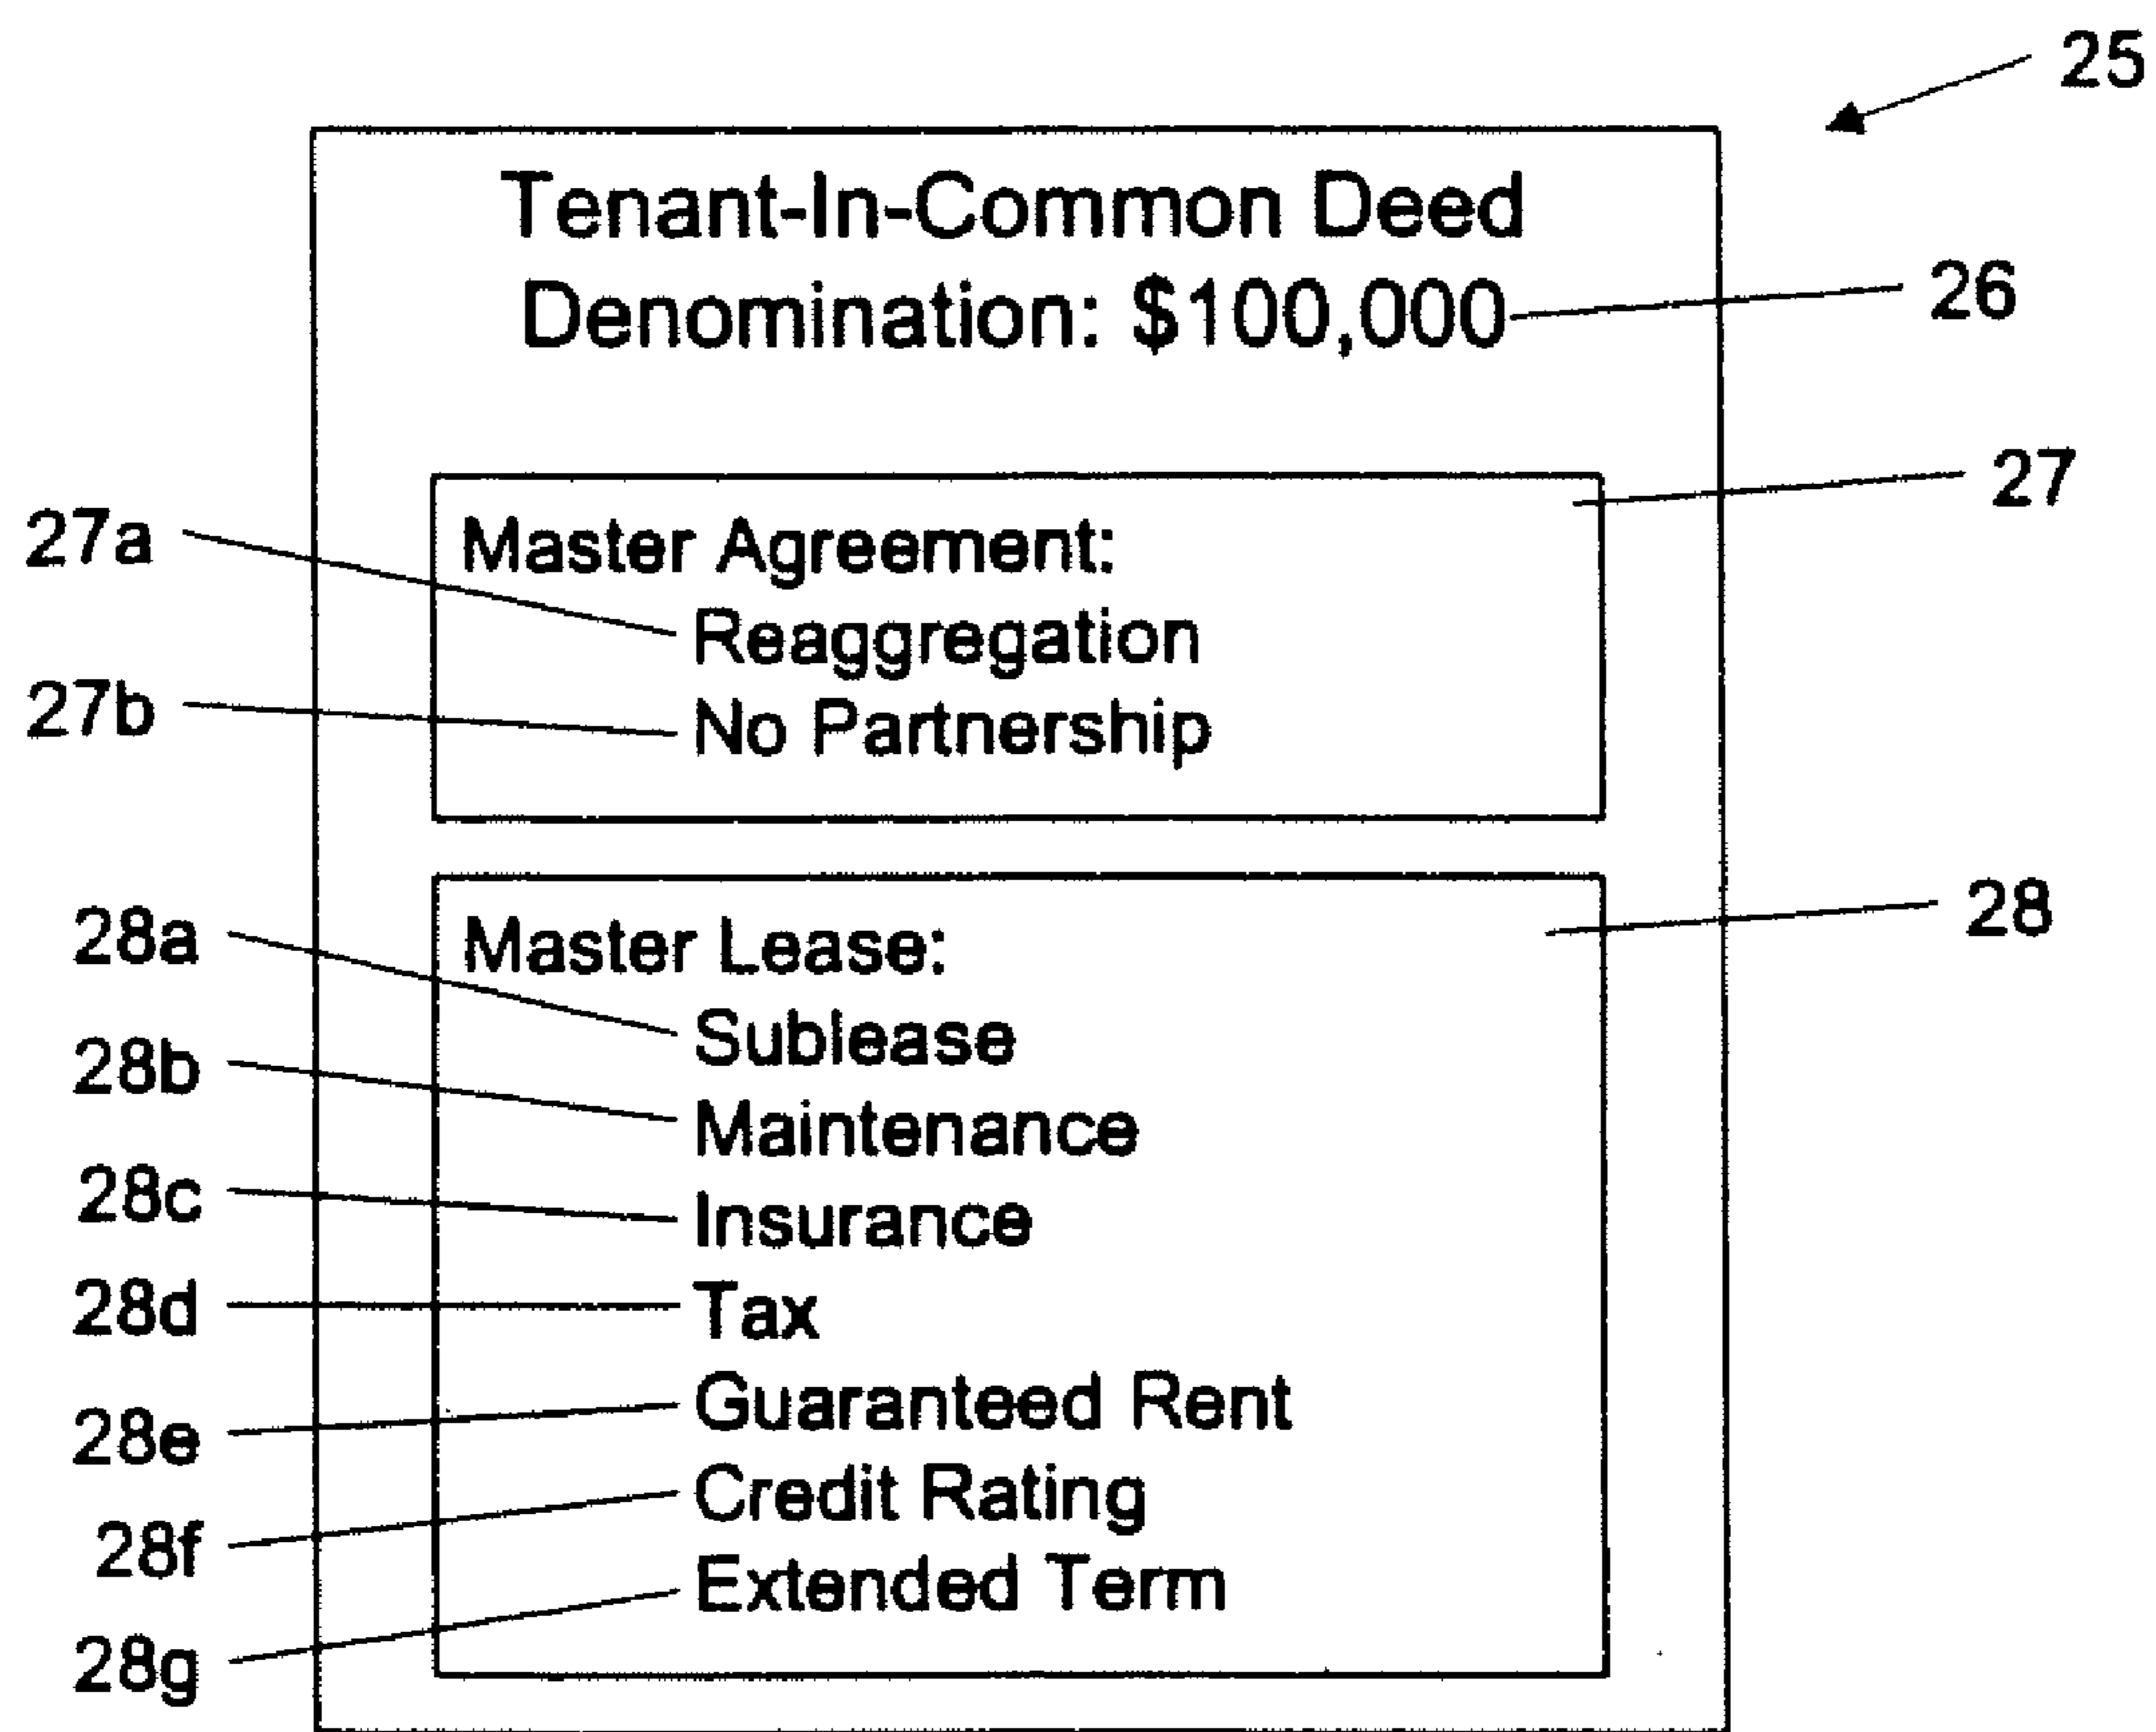 25
Tenant-In-Common Deed
Denomination: $100,000
26
27
27a
Master Agreement:
Reaggregation
27b
No Partnership
28
28a
Master Lease:
Sublease
28b
Maintenance
28c
Insurance
28d
Tax
28e
Guaranteed Rent
28f
Credit Rating
28g
Extended Term